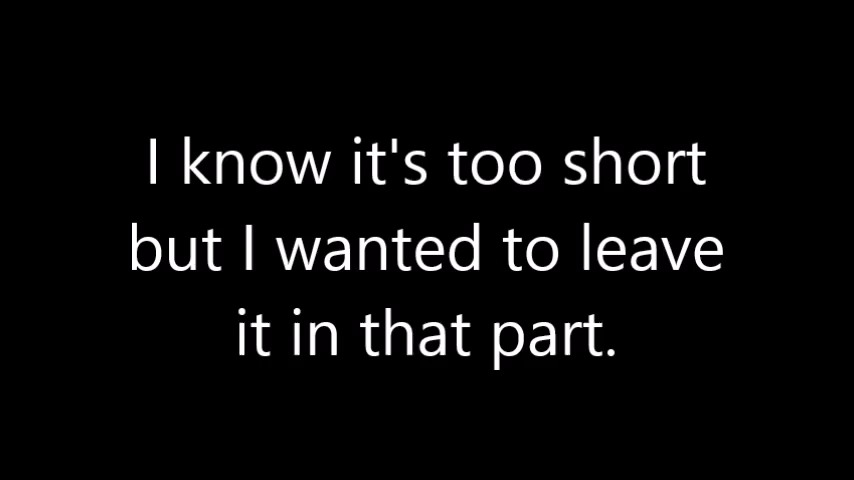 I know it's too short
but I wanted to leave
it in that part.